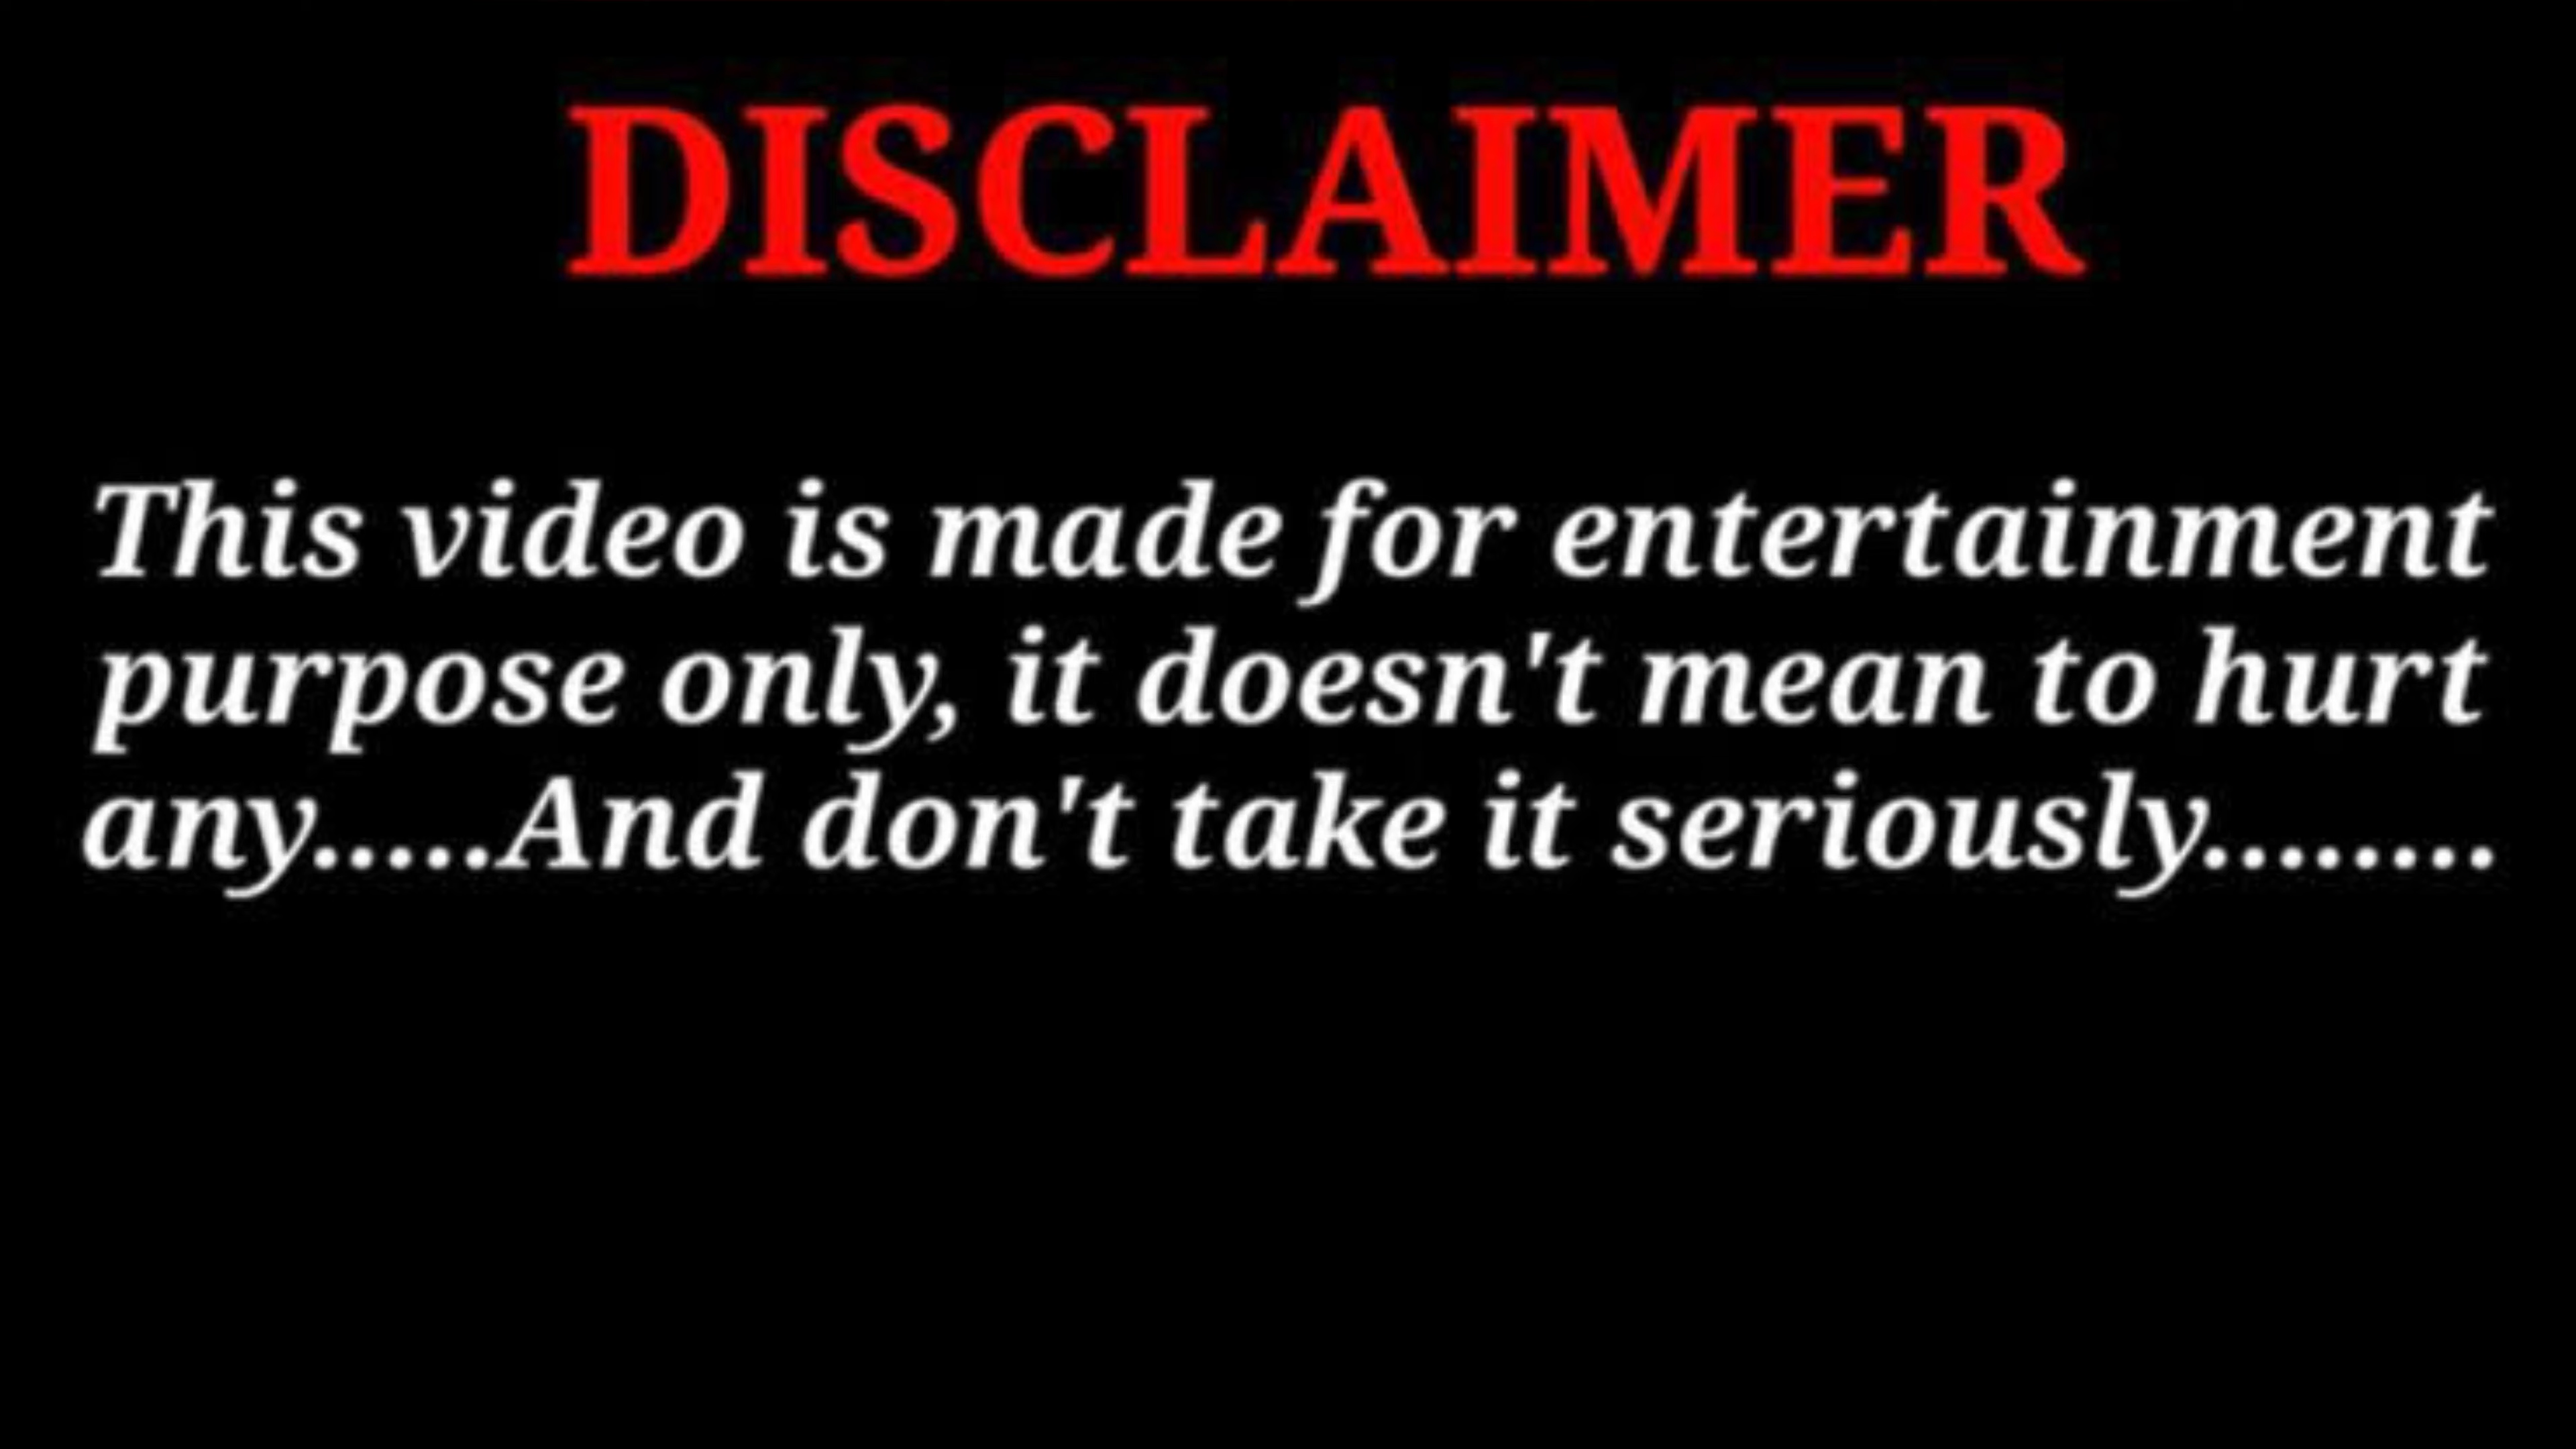 DISCLAIMER
This video is made for entertainment
purpose only, it doesn't mean to hurt
any.....And don't take it seriously........